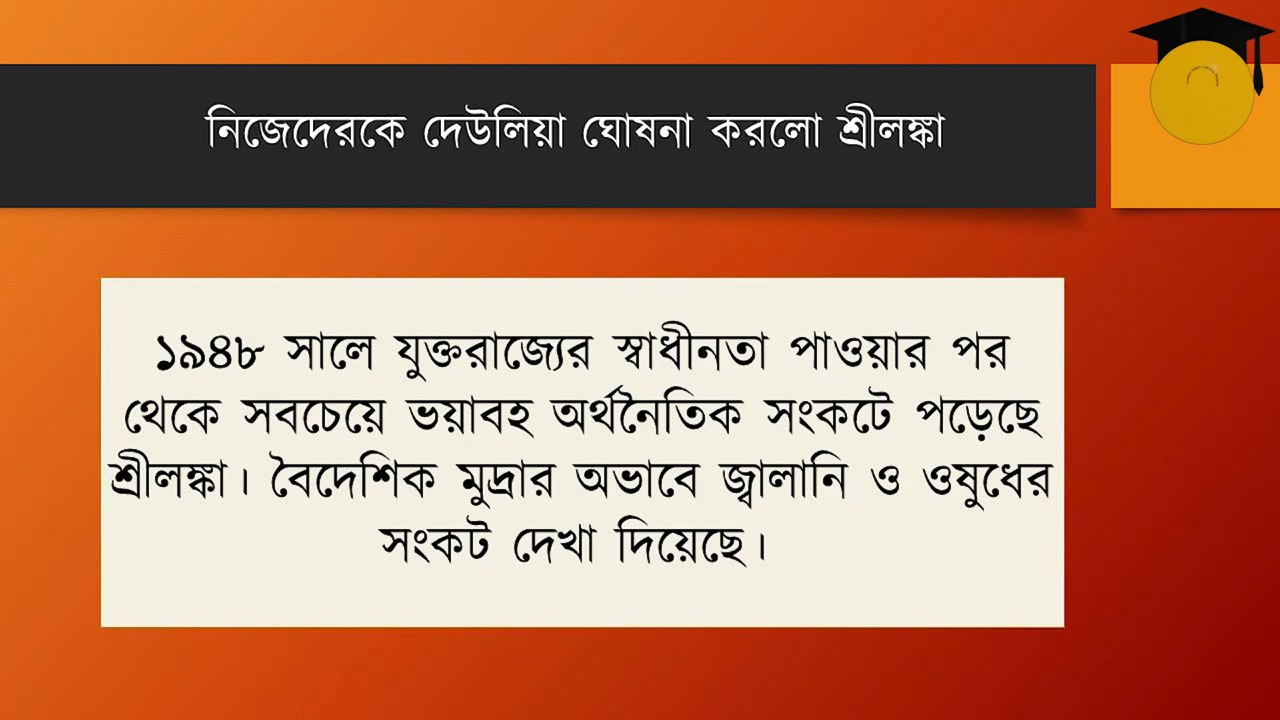 নিজেদেরকে দেউলিয়া ঘোষনা করলো শ্রীলঙ্কা
১৯৪৮ সালে যুক্তরাজ্যের স্বাধীনতা পাওয়ার পর
থেকে সবচেয়ে ভয়াবহ অর্থনৈতিক সংকটে পড়েছে
শ্রীলঙ্কা। বৈদেশিক মুদ্রার অভাবে জ্বালানি ও ওষুধের
সংকট দেখা দিয়েছে।